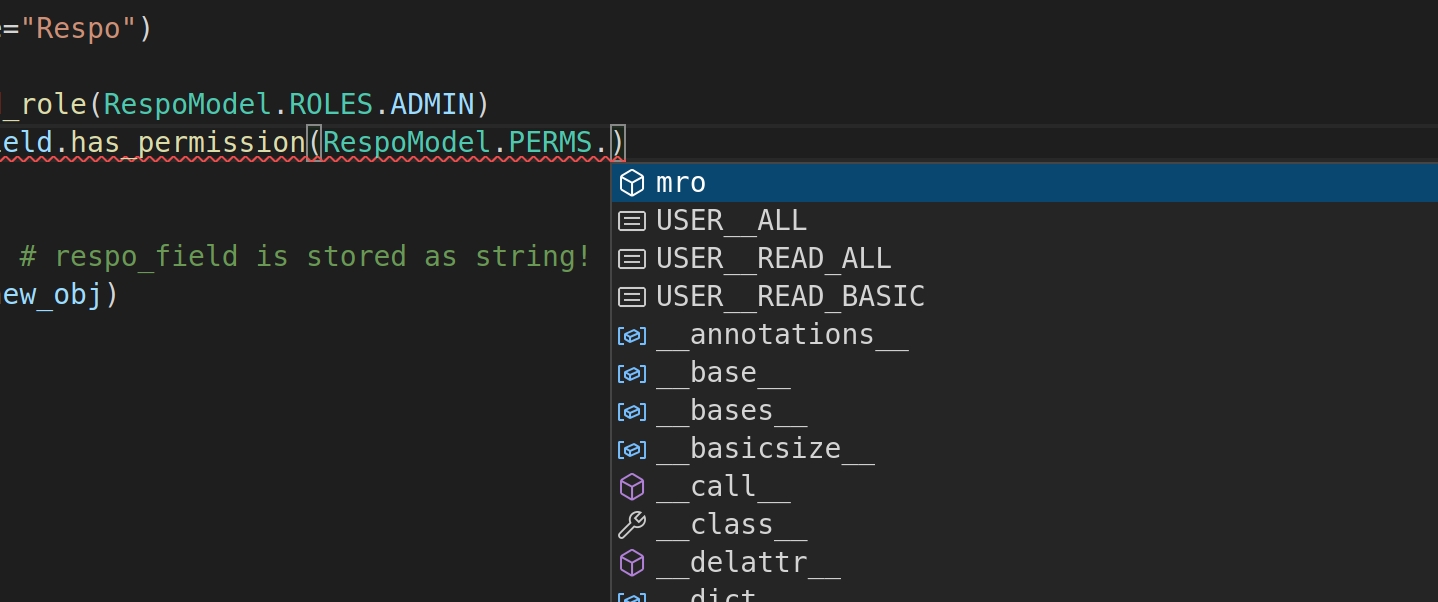 ="Respo")
_role(RespoModel.ROLES.ADMIN)
eld.has_permission(RespoModel.PERMS.)
mro
USER__ALL
# respo_field is stored as string!
USER__READ_ALL
ew_obj)
USER__READ_BASIC
__annotations__
__base__
__bases__
__basicsize__
__call__
__class__
__delattr__
__dict__